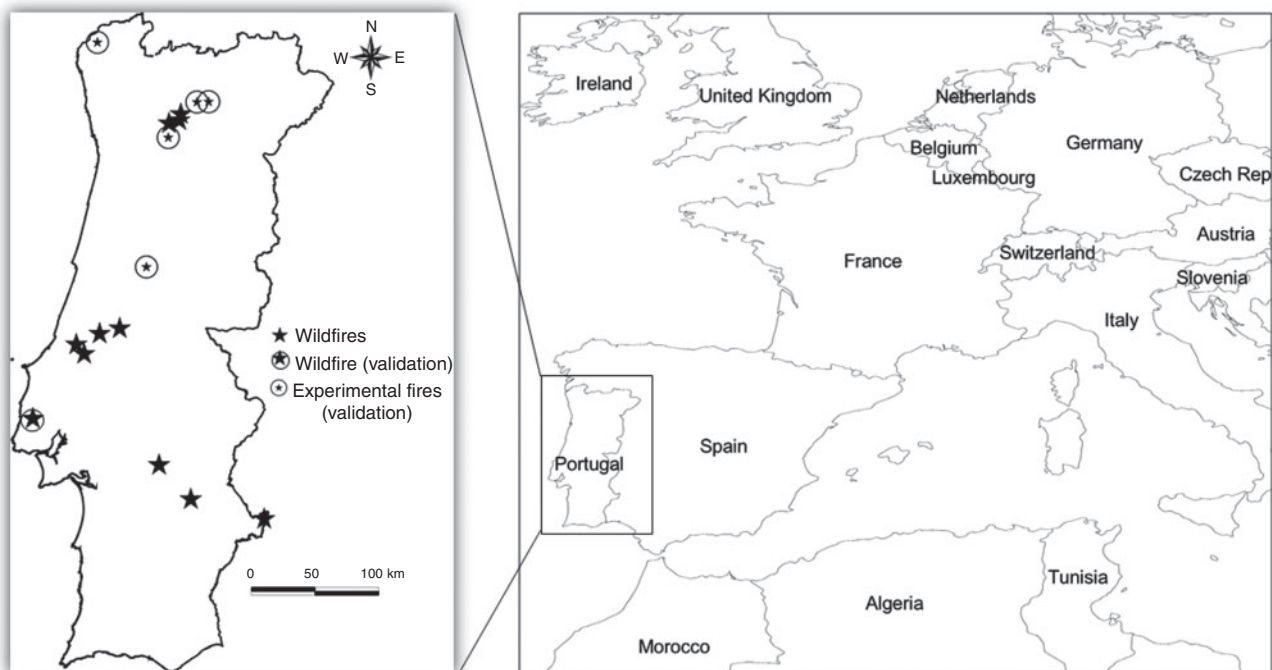 N
W
E
S
Wildfires
Wildfire (validation)
Experimental fires
(validation)
0 50 100 km
Ireland
United Kingdom
Netherlands
Belgium
Germany
Luxembourg
Czech Rep
Austria
Switzerland
France
Slovenia
Italy
Spain
Portugal
Tunisia
Algeria
Morocco